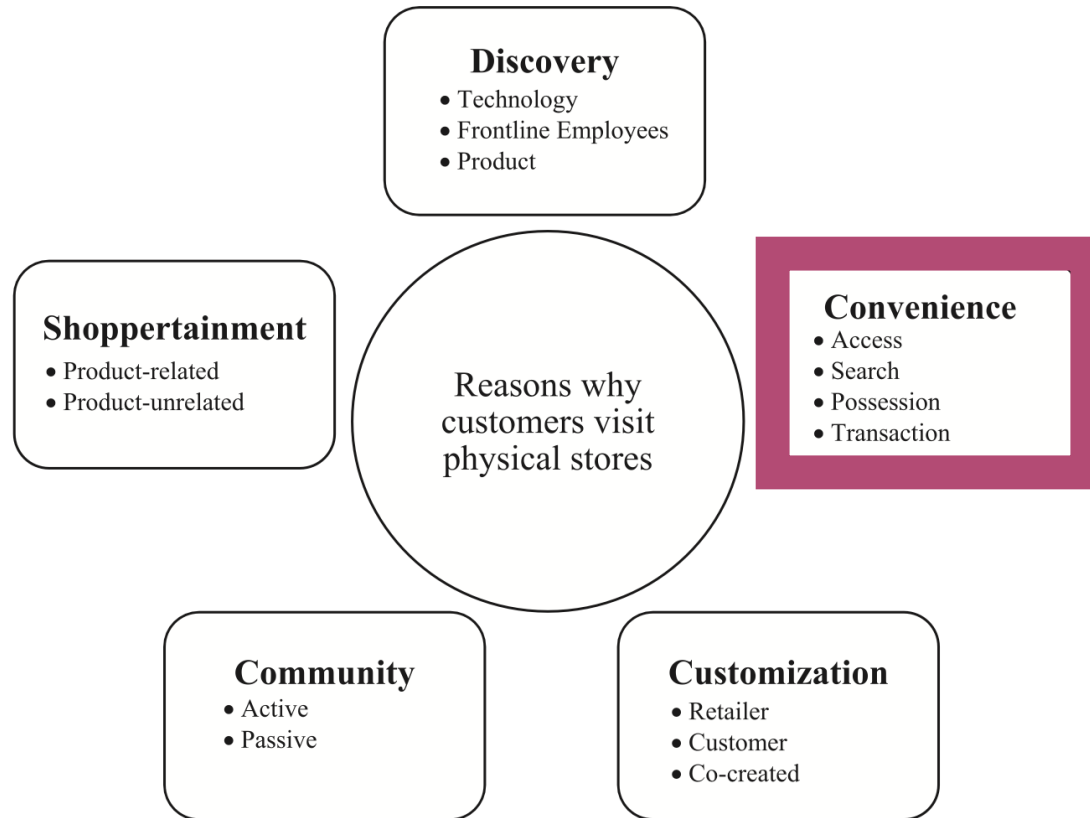 Discovery
• Technology
• Frontline Employees
• Product
Shoppertainment
• Product-related
• Product-unrelated
Reasons why
customers visit
physical stores
Convenience
• Access
• Search
• Possession
• Transaction
Community
• Active
• Passive
Customization
• Retailer
• Customer
• Co-created